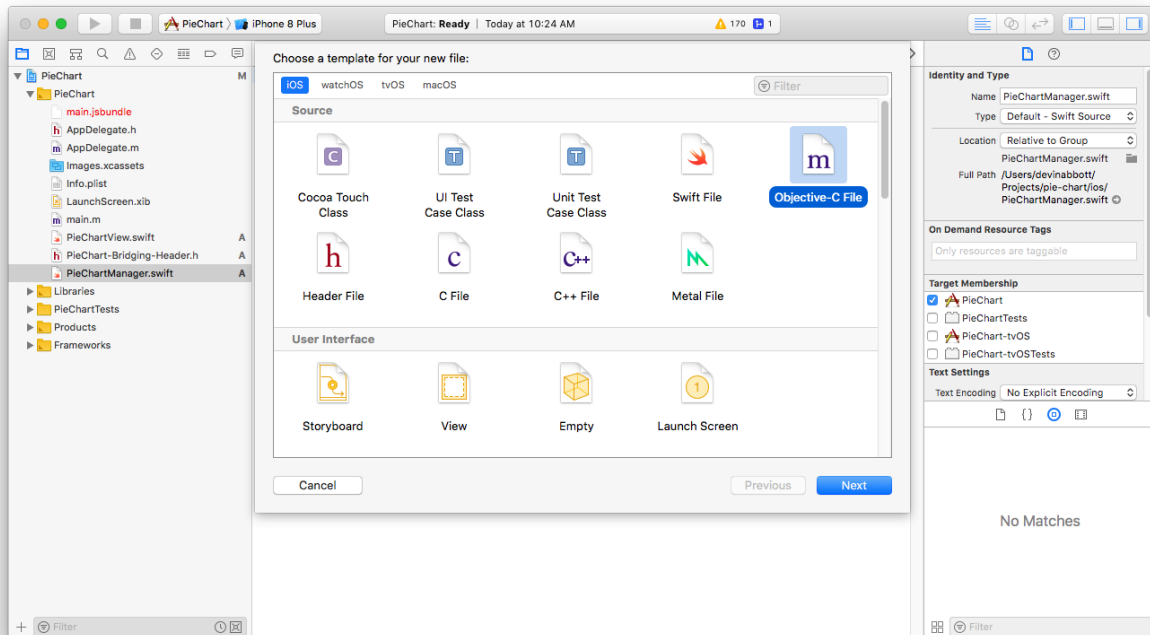 PieChart
iPhone 8 Plus
PieChart: Ready
Today at 10:24 AM
170
1
PieChart
M
PieChart
main.jsbundle
h
AppDelegate.h
m
AppDelegate.m
Images.xcassets
Info.plist
LaunchScreen.xib
m
main.m
PieChartView.swift
A
h
PieChart-Bridging-Header.h
A
PieChartManager.swift
A
Libraries
PieChartTests
Products
Frameworks
Filter
Choose a template for your new file:
iOS
watchOS
tvOS
macOS
Filter
Source
C
T
T
m
Cocoa Touch
Class
UI Test
Case Class
Unit Test
Case Class
Swift File
Objective-C File
h
c
C++
Header File
C File
C++ File
Metal File
User Interface
1
Storyboard
View
Empty
Launch Screen
Cancel
Previous
Next
Identity and Type
Name
PieChartManager.swift
Type
Default - Swift Source
Location
Relative to Group
PieChartManager.swift
Full Path
/Users/devinabbott/
Projects/pie-chart/ios/
PieChartManager.swift
On Demand Resource Tags
Only resources are taggable
Target Membership
PieChart
PieChartTests
PieChart-tvOS
PieChart-tvOSTests
Text Settings
Text Encoding
No Explicit Encoding
{ }
No Matches
Filter